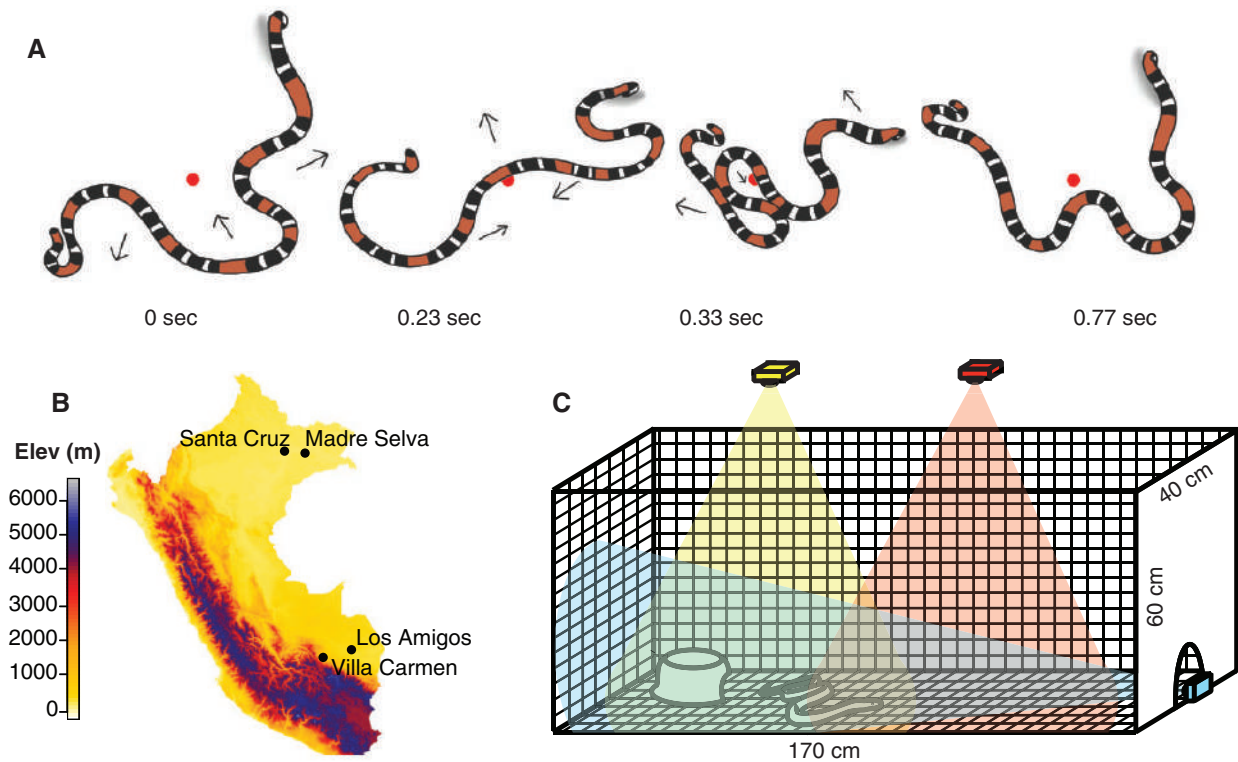 A
0 sec
0.23 sec
0.33 sec
0.77 sec
B
Elev (m)
6000
5000
4000
3000
2000
1000
0
Santa Cruz
Madre Selva
Los Amigos
Villa Carmen
C
40 cm
60 cm
170 cm